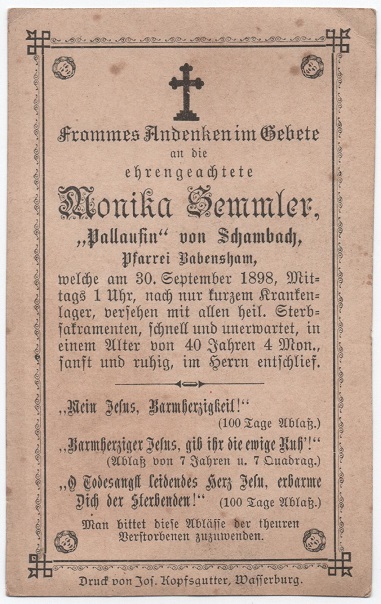 Frommes Andenken im Gebete
an die
ehrengeachtete
Monika Semmler,
„Pallaufin“ von Schambach,
Pfarrei Babensham,
welche am 30. September 1898, Mit-
tags 1 Uhr, nach nur kurzem Kranken-
lager, versehen mit allen heil. Sterb-
sakramenten, schnell und unerwartet, in
einem Alter von 40 Jahren 4 Mon.,
sanft und ruhig, im Herrn entschlief.
„Mein Jesus, Barmherzigkeit!“
(100 Tage Ablaß.)
„Barmherziger Jesus, gib ihr die ewige Ruh'!“
(Ablaß von 7 Jahren u. 7 Quadrag.)
„O Todesangst leidendes Herz Jesu, erbarme
Dich der Sterbenden!“ (100 Tage Ablaß.)
Man bittet diese Ablässe der theuren
Verstorbenen zuzuwenden.
Druck von Jos. Kopfsgutter, Wasserburg.